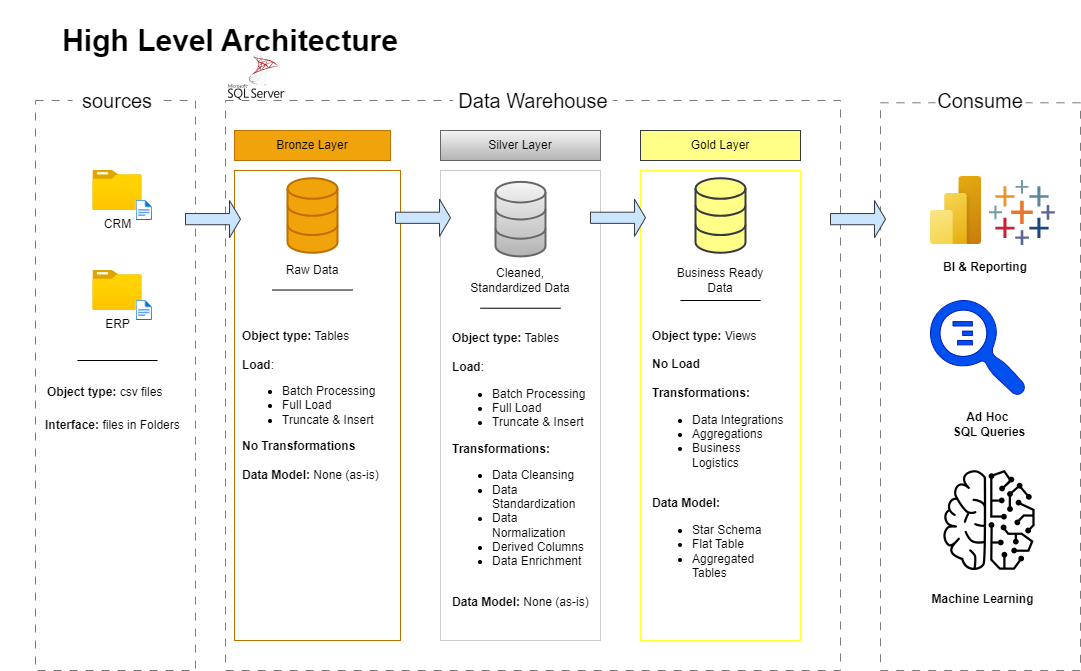 High Level Architecture
Microsoft
SQL Server
sources
Data Warehouse
Consume
CRM
ERP
Object type: csv files
Interface: files in Folders
Bronze Layer
Raw Data
Object type: Tables
Load:
Batch Processing
Full Load
Truncate & Insert
No Transformations
Data Model: None (as-is)
Silver Layer
Cleaned,
Standardized Data
Object type: Tables
Load:
Batch Processing
Full Load
Truncate & Insert
Transformations:
Data Cleansing
Data
Standardization
Data
Normalization
Derived Columns
Data Enrichment
Data Model: None (as-is)
Gold Layer
Business Ready
Data
Object type: Views
No Load
Transformations:
Data Integrations
Aggregations
Business
Logistics
Data Model:
Star Schema
Flat Table
Aggregated
Tables
BI & Reporting
Ad Hoc
SQL Queries
Machine Learning